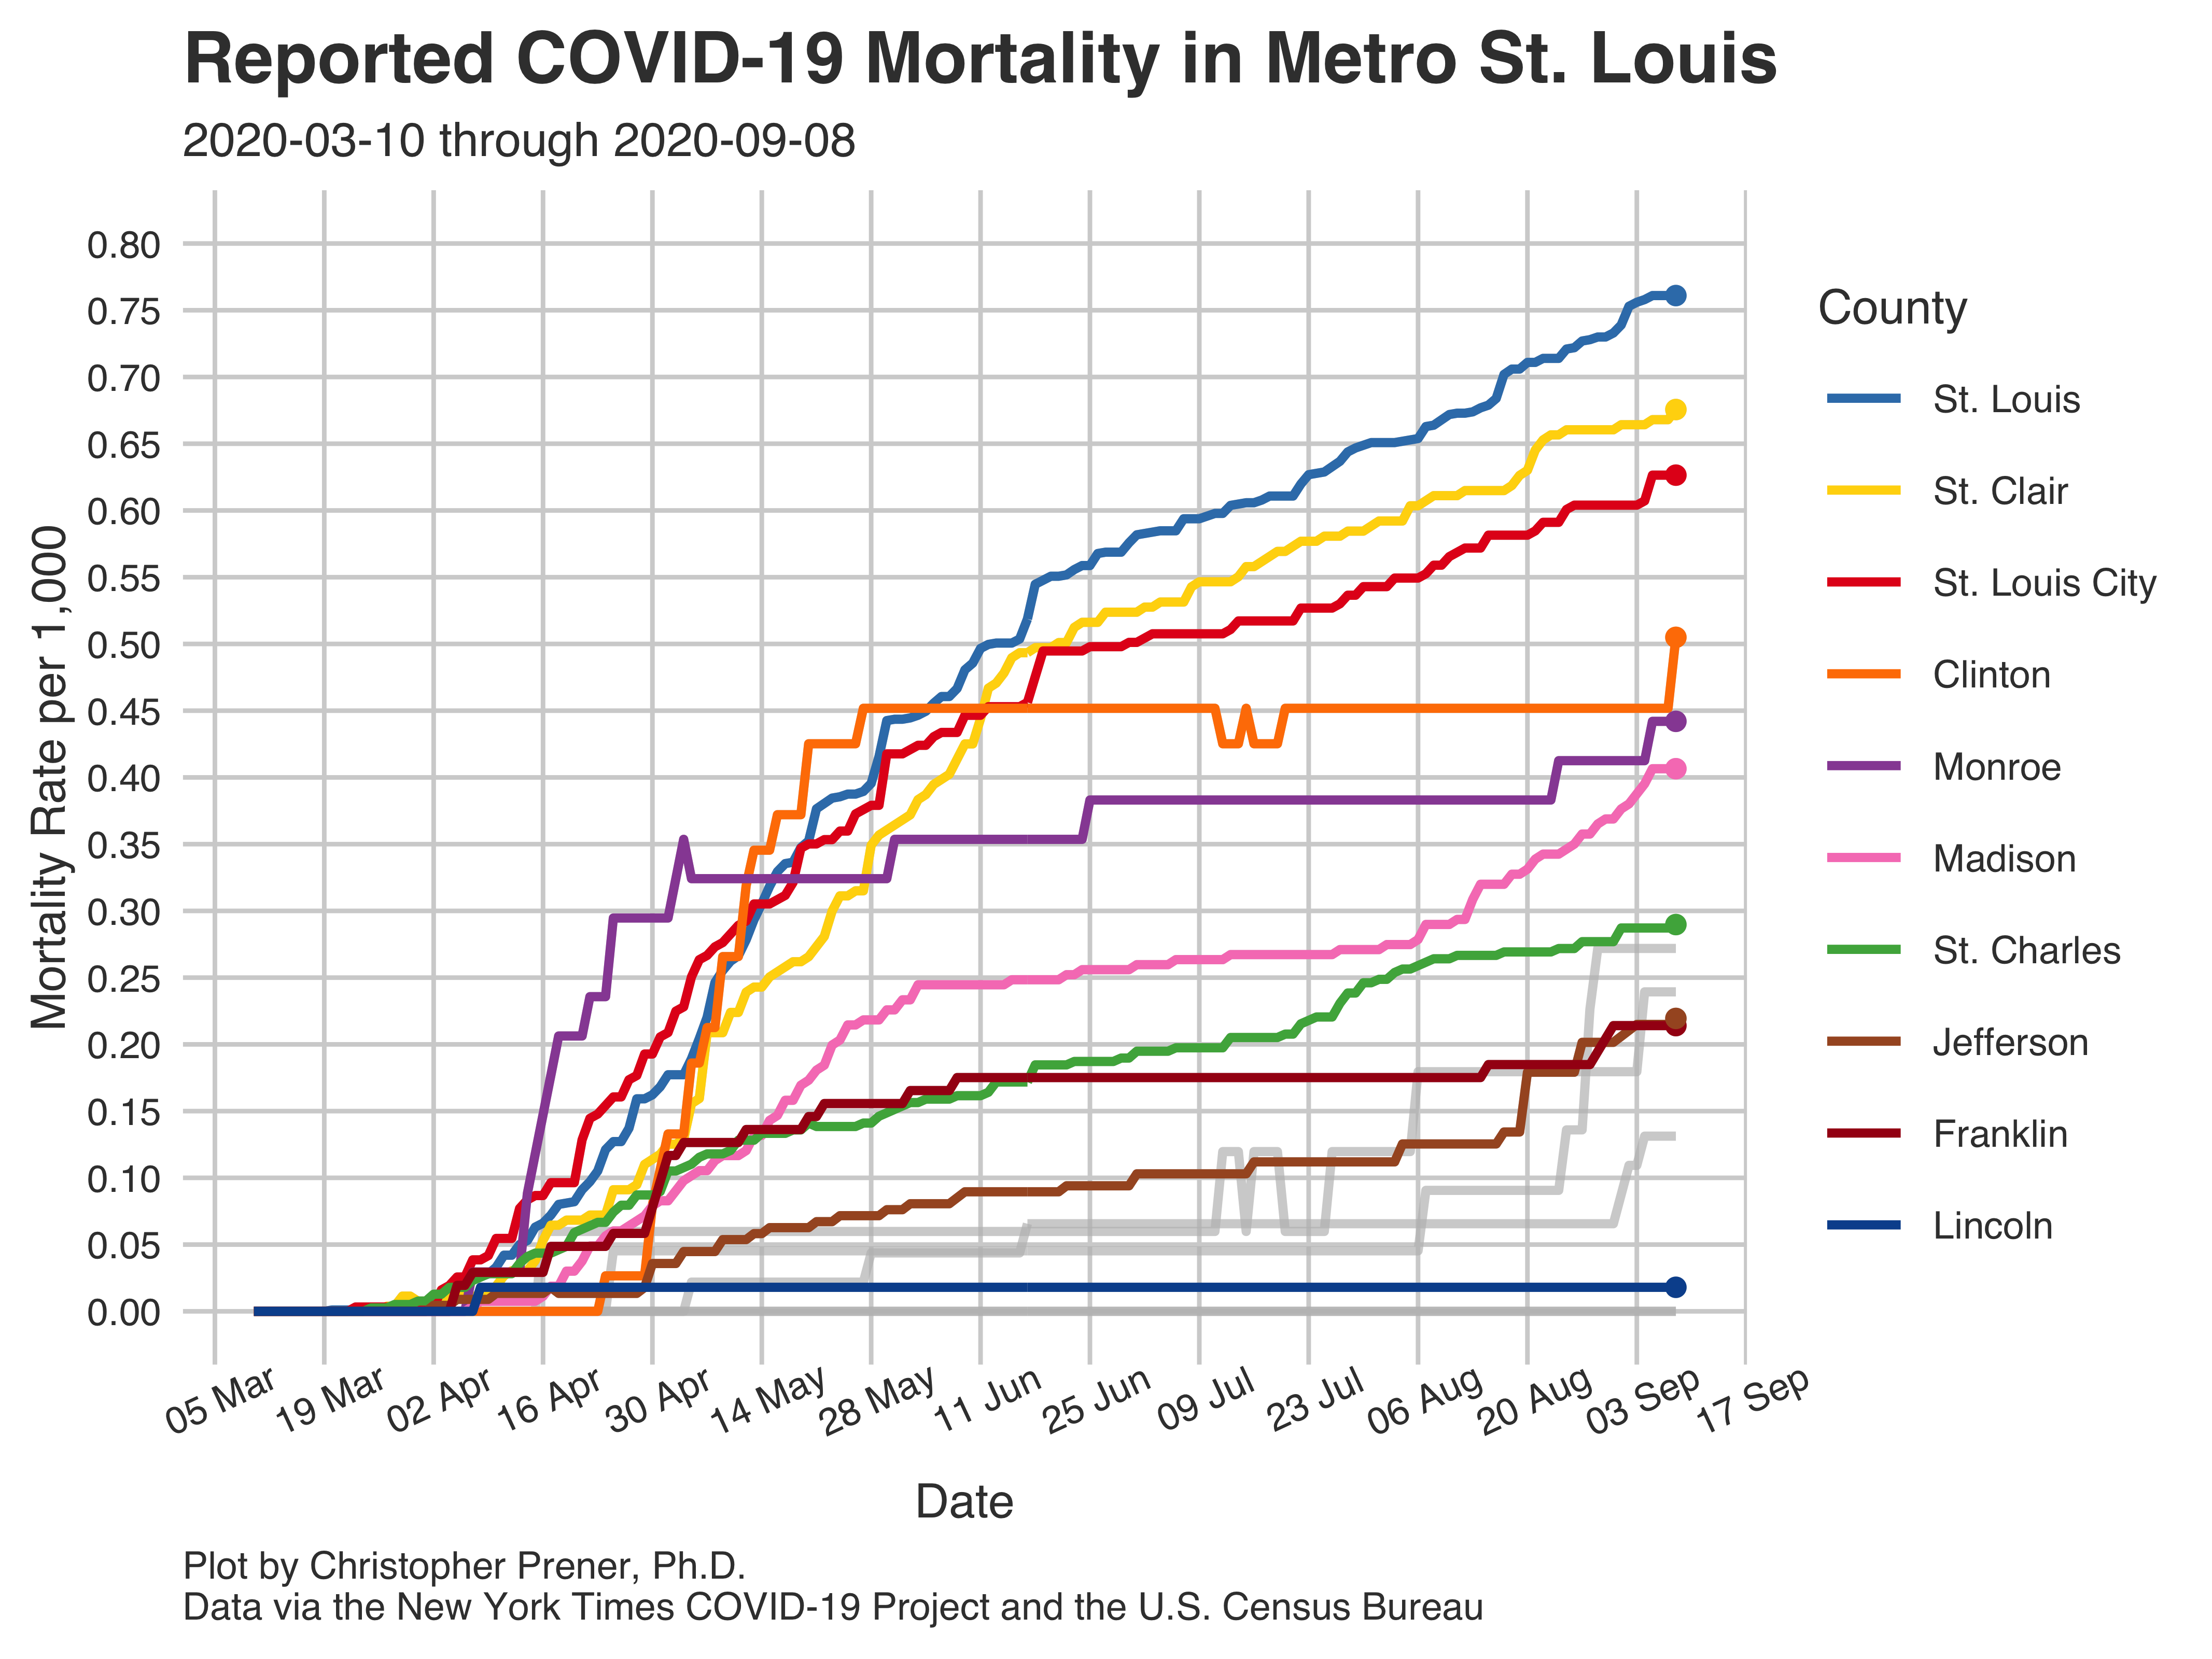 Reported COVID-19 Mortality in Metro St. Louis
2020-03-10 through 2020-09-08
Mortality Rate per 1,000
0.80
0.75
0.70
0.65
0.60
0.55
0.50
0.45
0.40
0.35
0.30
0.25
0.20
0.15
0.10
0.05
0.00
05 Mar
19 Mar
02 Apr
16 Apr
30 Apr
14 May
28 May
11 Jun
25 Jun
09 Jul
23 Jul
06 Aug
20 Aug
03 Sep
17 Sep
Date
County
St. Louis
St. Clair
St. Louis City
Clinton
Monroe
Madison
St. Charles
Jefferson
Franklin
Lincoln
Plot by Christopher Prener, Ph.D.
Data via the New York Times COVID-19 Project and the U.S. Census Bureau